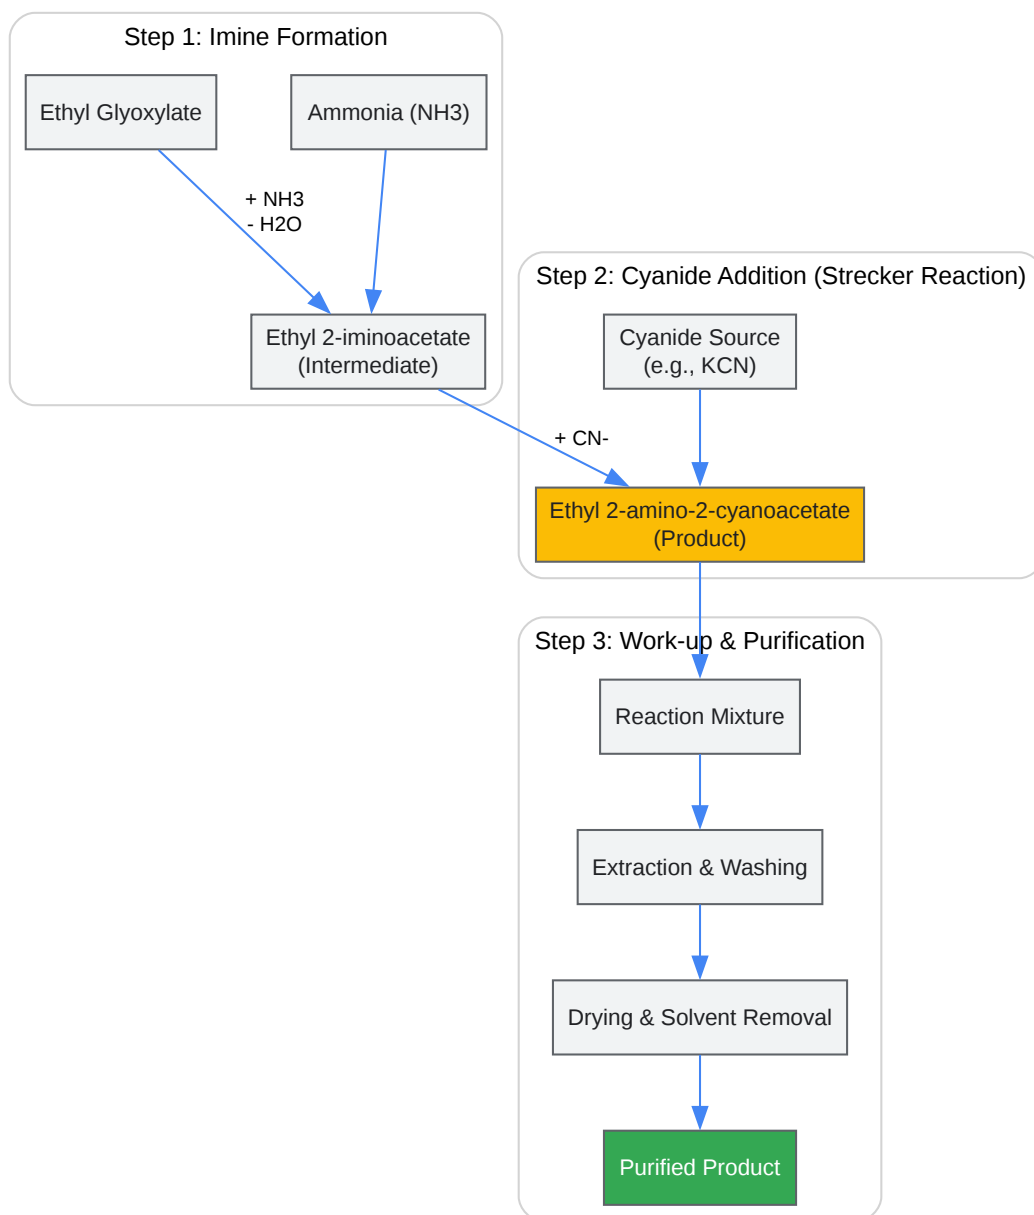 Step 1: Imine Formation
Ethyl Glyoxylate
Ammonia (NH3)
+ NH3
- H2O
Ethyl 2-iminoacetate
(Intermediate)
Step 2: Cyanide Addition (Strecker Reaction)
Cyanide Source
(e.g., KCN)
+ CN-
Ethyl 2-amino-2-cyanoacetate
(Product)
Step 3: Work-up & Purification
Reaction Mixture
Extraction & Washing
Drying & Solvent Removal
Purified Product